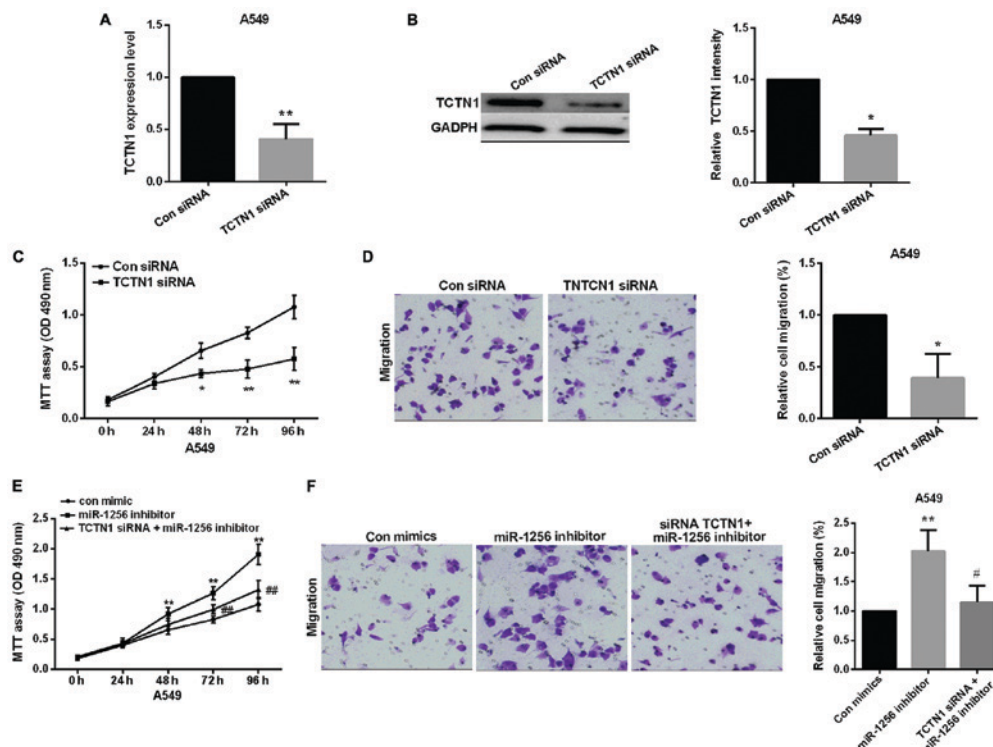 A
A549
TCTN1 expression level
1.5
1.0
0.5
0.0
**
Con siRNA
TCTN1 siRNA
B
Con siRNA
TCTN1 siRNA
TCTN1
GADPH
A549
Relative TCTN1 intensity
1.5
1.0
0.5
0.0
*
Con siRNA
TCTN1 siRNA
C
Con siRNA
TCTN1 siRNA
MTT assay (OD 490 nm)
1.5
1.0
0.5
0.0
*
**
**
0 h 24 h 48 h 72 h 96 h
A549
D
Con siRNA
TNTCN1 siRNA
Migration
A549
Relative cell migration (%)
1.5
1.0
0.5
0.0
*
Con siRNA
TCTN1 siRNA
E
con mimic
miR-1256 inhibitor
TCTN1 siRNA + miR-1256 inhibitor
MTT assay (OD 490 nm)
2.5
2.0
1.5
1.0
0.5
0.0
**
**
**
##
##
0 h 24 h 48 h 72 h 96 h
A549
F
Con mimics
miR-1256 inhibitor
siRNA TCTN1+
miR-1256 inhibitor
Migration
A549
Relative cell migration (%)
2.5
2.0
1.5
1.0
0.5
0.0
**
#
Con mimics
miR-1256 inhibitor
TCTN1 siRNA +
miR-1256 inhibitor